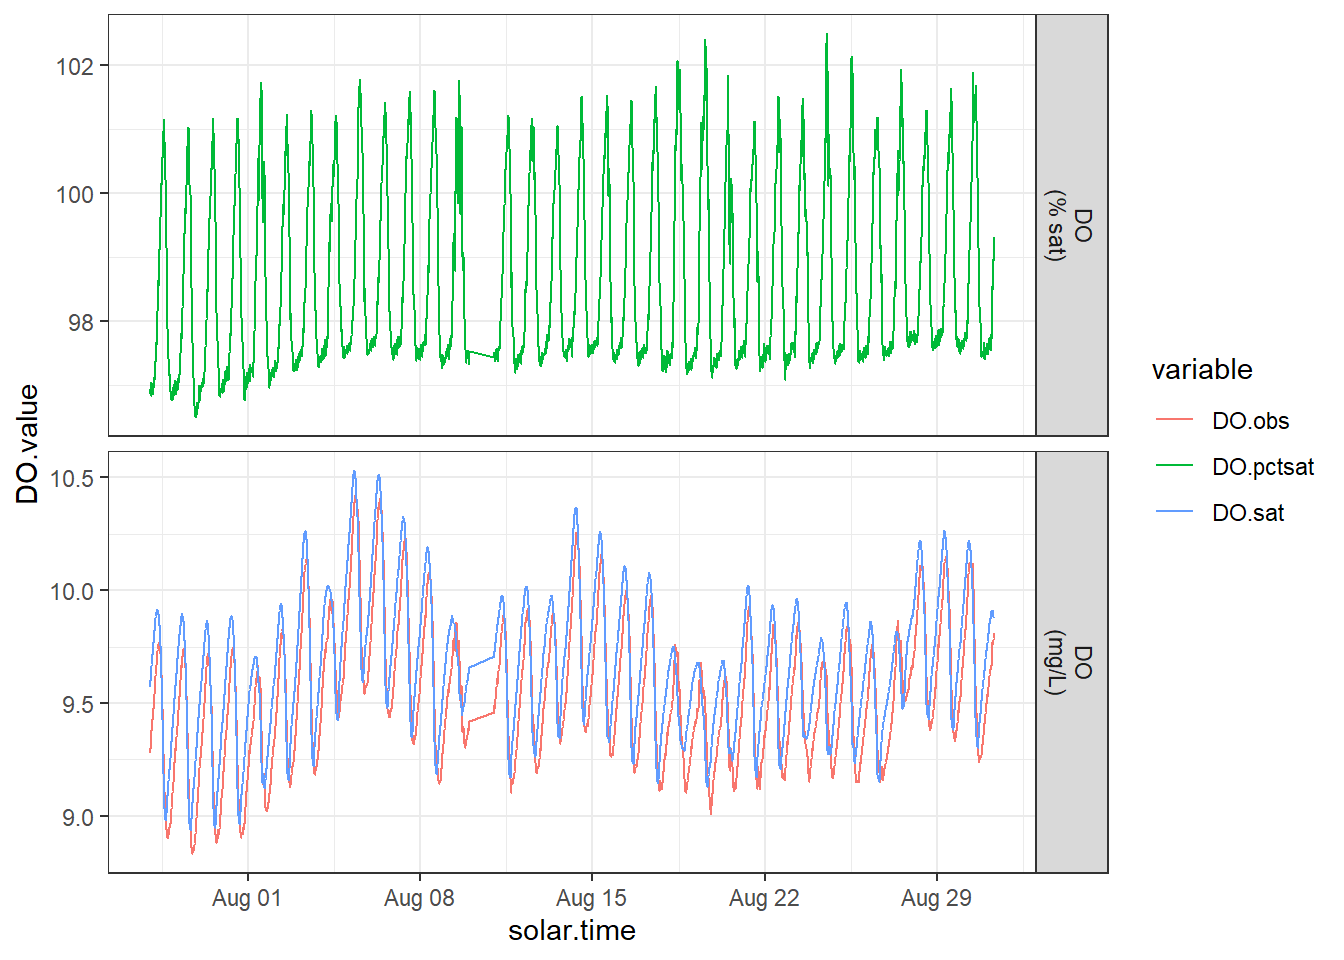 DO.value
102
100
98
DO
(% sat)
10.5
10.0
9.5
9.0
DO
(mg/L)
Aug 01
Aug 08
Aug 15
Aug 22
Aug 29
solar.time
variable
DO.obs
DO.pctsat
DO.sat